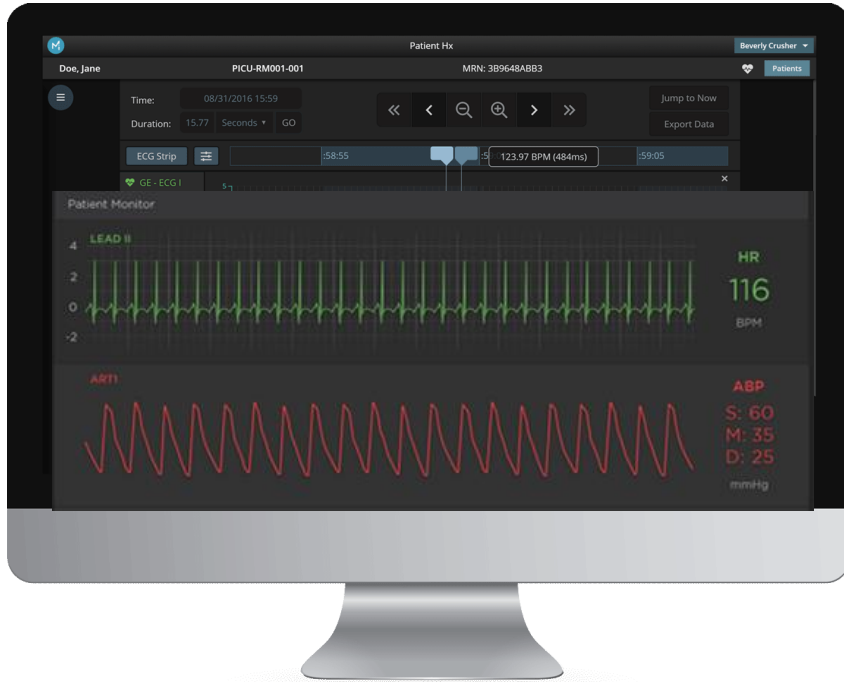 M
Patient Hx
Beverly Crusher
Doe, Jane
PICU-RM001-001
MRN: 3B9648ABB3
Patients
Time:
08/31/2016 15:59
Jump to Now
Duration:
15.77
Seconds
GO
Export Data
ECG Strip
:58:55
:5
123.97 BPM (484ms)
:59:05
GE - ECG I
5
Patient Monitor
LEAD II
4
2
0
-2
HR
116
BPM
ART1
ABP
S: 60
M: 35
D: 25
mmHg